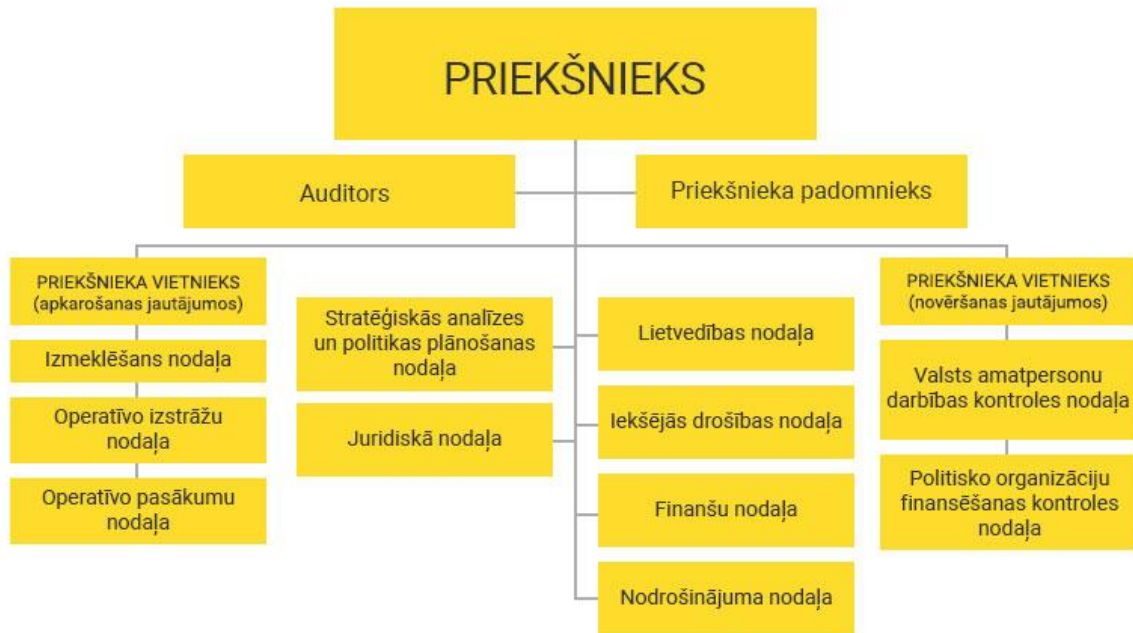 PRIEKŠNIEKS
Auditors
Priekšnieka padomnieks
PRIEKŠNIEKA VIETNIEKS
(apkarošanas jautājumos)
Izmeklēšans nodaļa
Operatīvo izstrāžu
nodaļa
Operatīvo pasākumu
nodaļa
Stratēģiskās analīzes
un politikas plānošanas
nodaļa
Juridiskā nodaļa
Lietvedības nodaļa
Iekšējās drošības nodaļa
Finanšu nodaļa
Nodrošinājuma nodaļa
PRIEKŠNIEKA VIETNIEKS
(novēršanas jautājumos)
Valsts amatpersonu
darbības kontroles nodaļa
Politisko organizāciju
finansēšanas kontroles
nodaļa